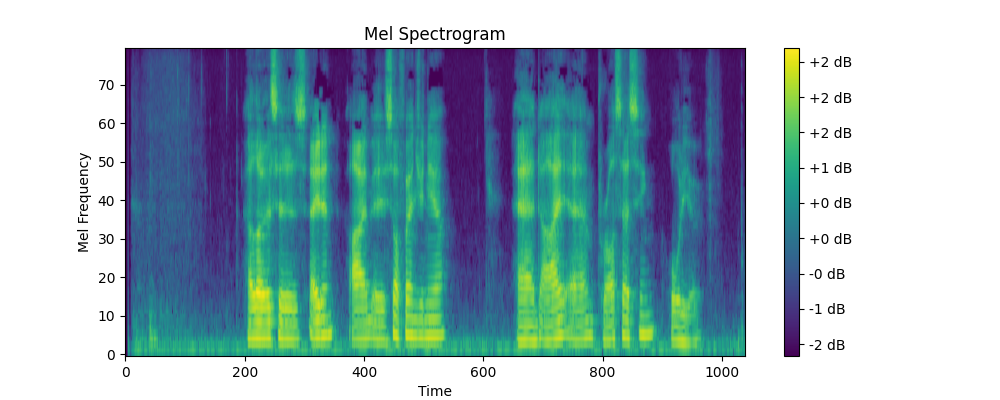 Mel Spectrogram
Mel Frequency
70
60
50
40
30
20
10
0
0 200 400 600 800 1000
Time
+2 dB
+2 dB
+2 dB
+1 dB
+0 dB
+0 dB
-0 dB
-1 dB
-2 dB